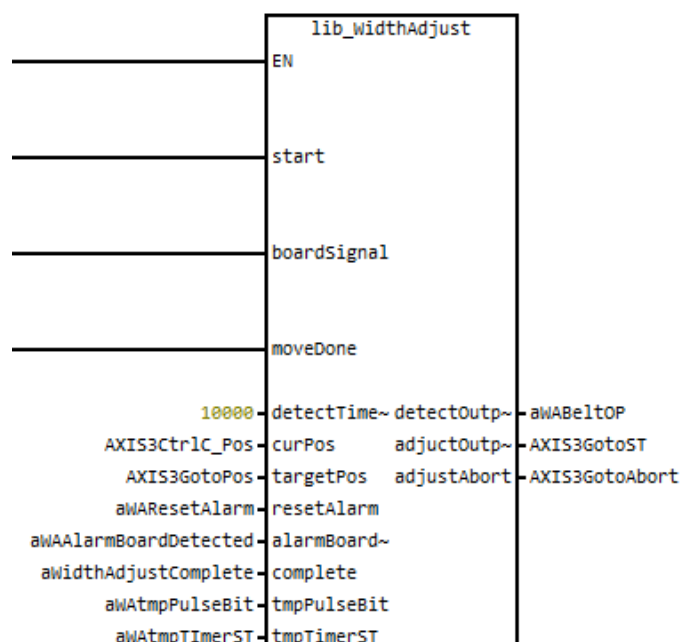 lib_WidthAdjust
EN
start
boardSignal
moveDone
10000 detectTime~ detectOutp~ aWABeltOP
AXIS3CtrlC_Pos curPos adjuctOutp~ AXIS3GotoST
AXIS3GotoPos targetPos adjustAbort AXIS3GotoAbort
aWAResetAlarm resetAlarm
aWAAlarmBoardDetected alarmBoard~
aWidthAdjustComplete complete
aWAtmpPulseBit tmpPulseBit
aWAtmpTImerST tmpTimerST